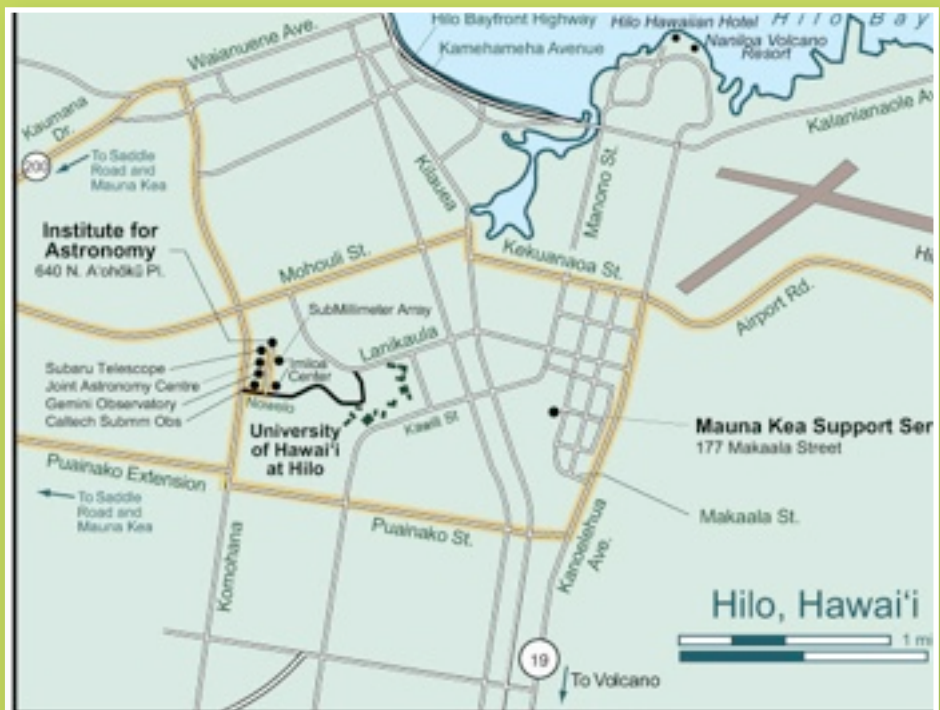 Hilo Bayfront Highway
Hilo Hawaiian Hotel
Hilo Bay
Naniloa Volcano
Resort
Waianuene Ave.
Kamehameha Avenue
Kaumana
Dr.
Kalanianaole Av
200
To Saddle
Road and
Mauna Kea
Kilauea
Manono St.
Institute for
Astronomy
640 N. A'ohōkū Pl.
Mohouli St.
Kekuanaoa St.
Hi
Airport Rd.
SubMillimeter Array
Lanikaula
Subaru Telescope
Joint Astronomy Centre
Gemini Observatory
Caltech Submm Obs
Imiloa
Center
Nowelo
University
of Hawai'i
at Hilo
Kawili St
Mauna Kea Support Ser
177 Makaala Street
Puainako Extension
To Saddle
Road and
Mauna Kea
Puainako St.
Makaala St.
Komohana
Kanoelehua
Ave.
Hilo, Hawai'i
1 mi
19
To Volcano